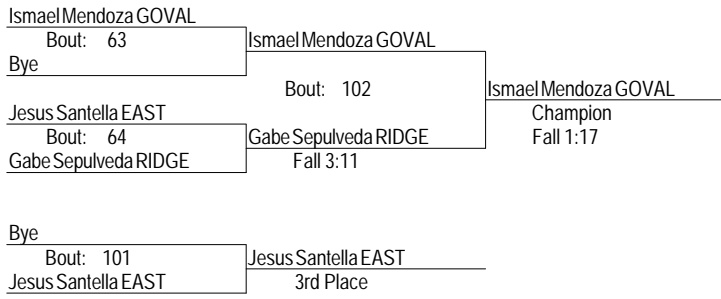 Ismael Mendoza GOVAL
Bout: 63
Bye
Ismael Mendoza GOVAL
Bout: 102
Ismael Mendoza GOVAL
Champion
Fall 1:17
Jesus Santella EAST
Bout: 64
Gabe Sepulveda RIDGE
Gabe Sepulveda RIDGE
Fall 3:11
Bye
Bout: 101
Jesus Santella EAST
Jesus Santella EAST
3rd Place